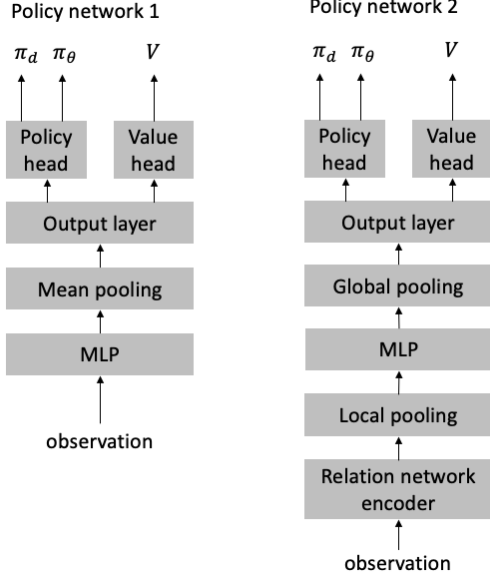 Policy network 1
π_d π_θ V
Policy head
Value head
Output layer
Mean pooling
MLP
observation
Policy network 2
π_d π_θ V
Policy head
Value head
Output layer
Global pooling
MLP
Local pooling
Relation network
encoder
observation